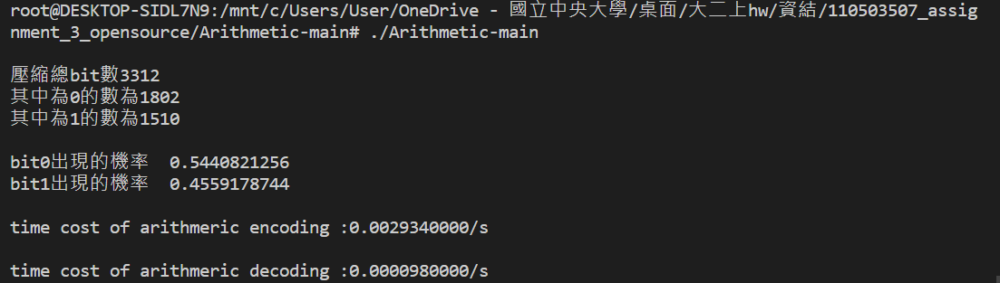 root@DESKTOP-SIDL7N9:/mnt/c/Users/User/OneDrive - 國立中央大學/桌面/大二上hw/資結/110503507_assig
nment_3_opensource/Arithmetic-main# ./Arithmetic-main
壓縮總bit數3312
其中為0的數為1802
其中為1的數為1510
bit0出現的機率  0.5440821256
bit1出現的機率  0.4559178744
time cost of arithmeric encoding :0.0029340000/s
time cost of arithmeric decoding :0.0000980000/s